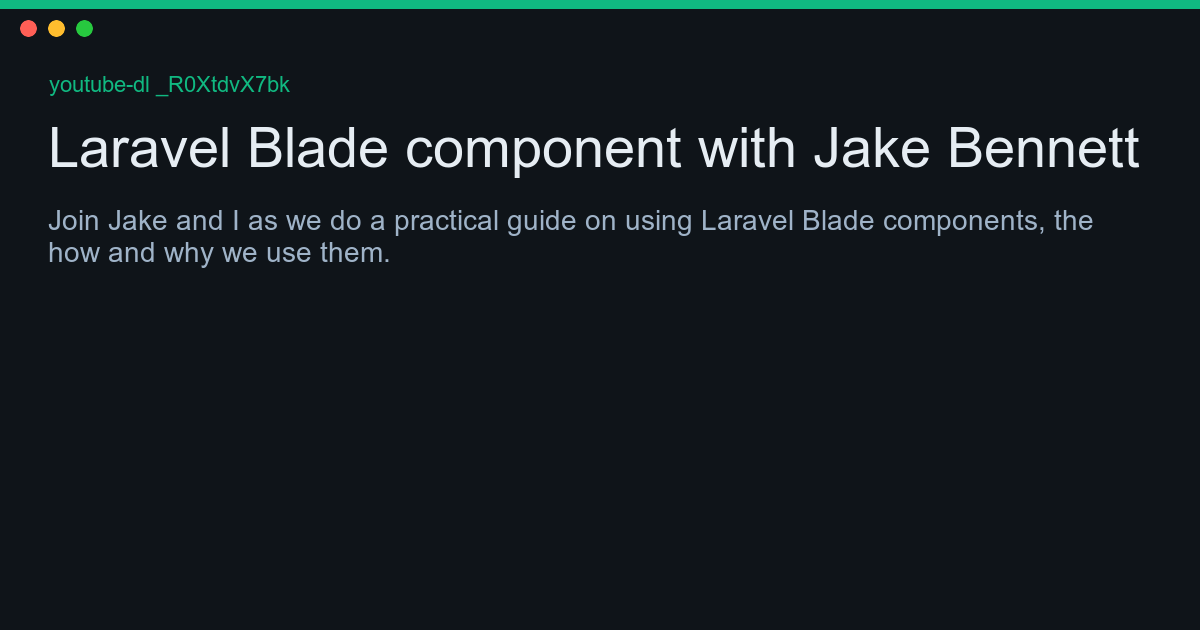 youtube-dl _R0XtdvX7bk
Laravel Blade component with Jake Bennett
Join Jake and I as we do a practical guide on using Laravel Blade components, the
how and why we use them.